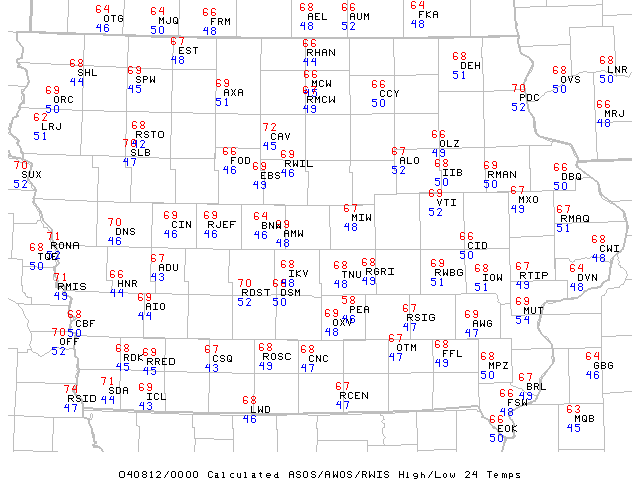 64 OTG 46
64 MJQ 50
66 FRM 48
68 AEL 48
66 AUM 52
64 FKA 48
67 EST 48
66 RHAN 44
68 DEH 51
68 OVS 50
68 LNR 50
68 SHL 44
69 SPW 45
69 AXA 51
66 MCW
RMCW 49
66 CCY 50
70 PDC 52
66 MRJ 48
69 ORC 50
62 LRJ 51
68 RSTO
SLB 47
72 CAV 45
66 OLZ 49
70 SUX 52
66 FOD 46
69 EBS 49
69 RWIL 46
67 ALO 52
68 IIB 50
69 RMAN 50
66 DBQ 50
69 VTI 52
67 MXO 49
67 RMAQ 51
70 DNS 46
69 CIN 46
69 RJEF 46
64 BNW 46
AMW 48
67 MIW 48
66 CID 50
68 CWI 48
71 RONA
68 50
71 RMIS 49
66 HNR 44
67 ADU 43
68 IKV 48
68 TNU 48
68 RGRI 49
69 RWBG 51
68 IOW 51
67 RTIP 49
64 DVN 48
70 RDST 52
DSM 50
69 AIO 44
58 PEA 46
69 OXV 48
69 RSIG 47
69 AWG 47
69 MUT 54
68 CBF 50
70 OFF 52
68 RDK 45
69 RRED 45
67 CSQ 43
68 ROSC 49
68 CNC 47
67 OTM 47
68 FFL 49
68 MPZ 50
64 GBG 46
74 RSID 47
71 SDA 44
69 ICL 43
68 LWD 46
67 RCEN 47
67 BRL 49
66 FSW 48
66 EOK 50
63 MQB 45
040812/0000 Calculated ASOS/AWOS/RWIS High/Low 24 Temps